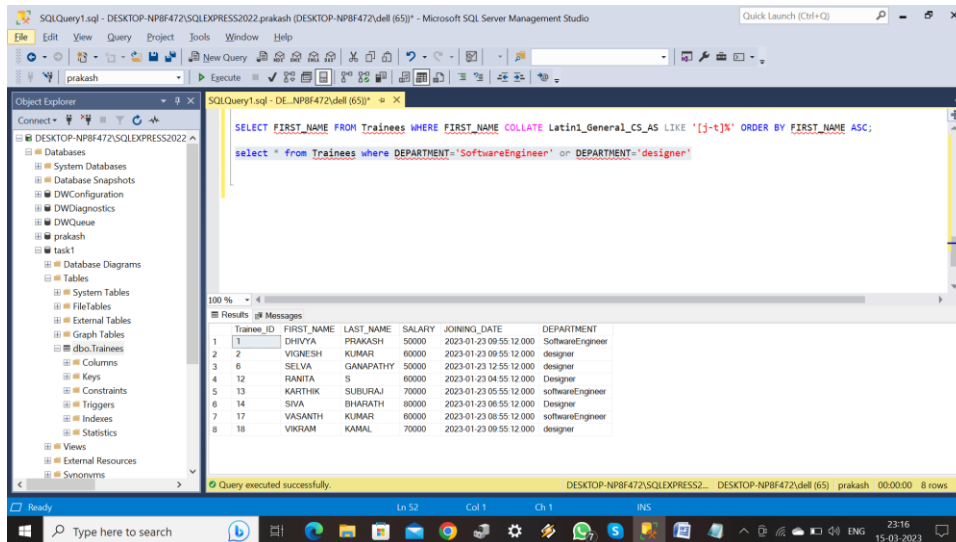 SQLQuery1.sql - DESKTOP-NP8F472\SQLEXPRESS2022.prakash (DESKTOP-NP8F472\dell (65))* - Microsoft SQL Server Management Studio
Quick Launch (Ctrl+Q)
File Edit View Query Project Tools Window Help
New Query
prakash
Execute
Object Explorer
Connect
DESKTOP-NP8F472\SQLEXPRESS2022
Databases
System Databases
Database Snapshots
DWConfiguration
DWDiagnostics
DWQueue
prakash
task1
Database Diagrams
Tables
System Tables
FileTables
External Tables
Graph Tables
dbo.Trainees
Columns
Keys
Constraints
Triggers
Indexes
Statistics
Views
External Resources
Synonyms
SQLQuery1.sql - DE...NP8F472\dell (65))*
SELECT FIRST_NAME FROM Trainees WHERE FIRST_NAME COLLATE Latin1_General_CS_AS LIKE '[j-t]%' ORDER BY FIRST_NAME ASC;
select * from Trainees where DEPARTMENT='SoftwareEngineer' or DEPARTMENT='designer'
100 %
Results Messages
Trainee_ID FIRST_NAME LAST_NAME SALARY JOINING_DATE DEPARTMENT
1 1 DHIVYA PRAKASH 50000 2023-01-23 09:55:12.000 SoftwareEngineer
2 2 VIGNESH KUMAR 60000 2023-01-23 09:55:12.000 designer
3 6 SELVA GANAPATHY 50000 2023-01-23 12:55:12.000 designer
4 12 RANITA S 60000 2023-01-23 04:55:12.000 Designer
5 13 KARTHIK SUBURAJ 70000 2023-01-23 05:55:12.000 softwareEngineer
6 14 SIVA BHARATH 80000 2023-01-23 06:55:12.000 Designer
7 17 VASANTH KUMAR 60000 2023-01-23 08:55:12.000 softwareEngineer
8 18 VIKRAM KAMAL 70000 2023-01-23 09:55:12.000 designer
Query executed successfully.
DESKTOP-NP8F472\SQLEXPRESS2... DESKTOP-NP8F472\dell (65) prakash 00:00:00 8 rows
Ready Ln 52 Col 1 Ch 1 INS
Type here to search
ENG
23:16
15-03-2023